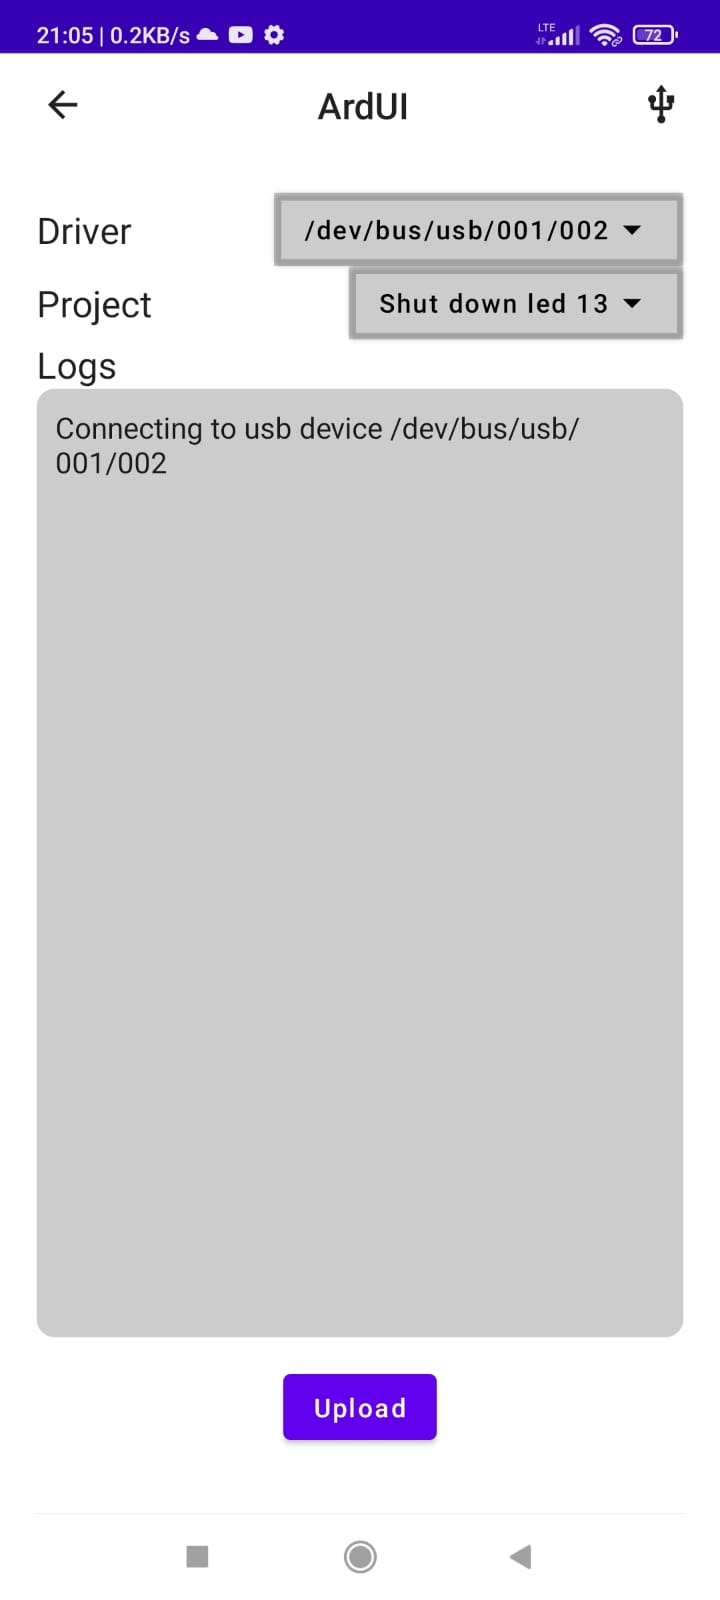 21:05 | 0.2KB/s
LTE
72
ArdUI
Driver
/dev/bus/usb/001/002
Project
Shut down led 13
Logs
Connecting to usb device /dev/bus/usb/
001/002
Upload